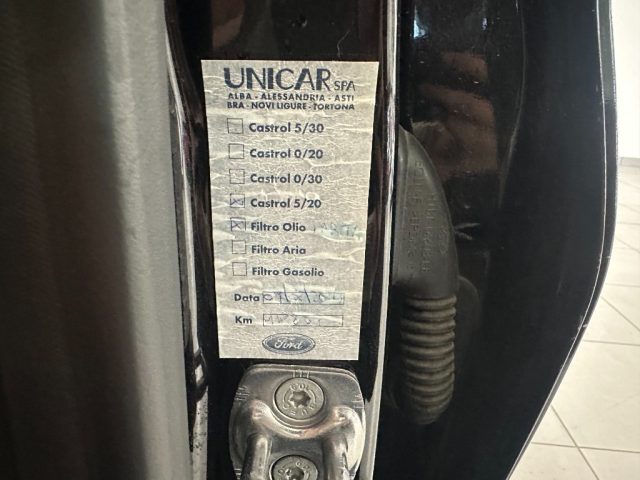 UNICAR SPA
ALBA - ALESSANDRIA - ASTI
BRA - NOVI LIGURE - TORTONA
Castrol 5/30
Castrol 0/20
Castrol 0/30
Castrol 5/20
Filtro Olio
Filtro Aria
Filtro Gasolio
Data
Km
Ford